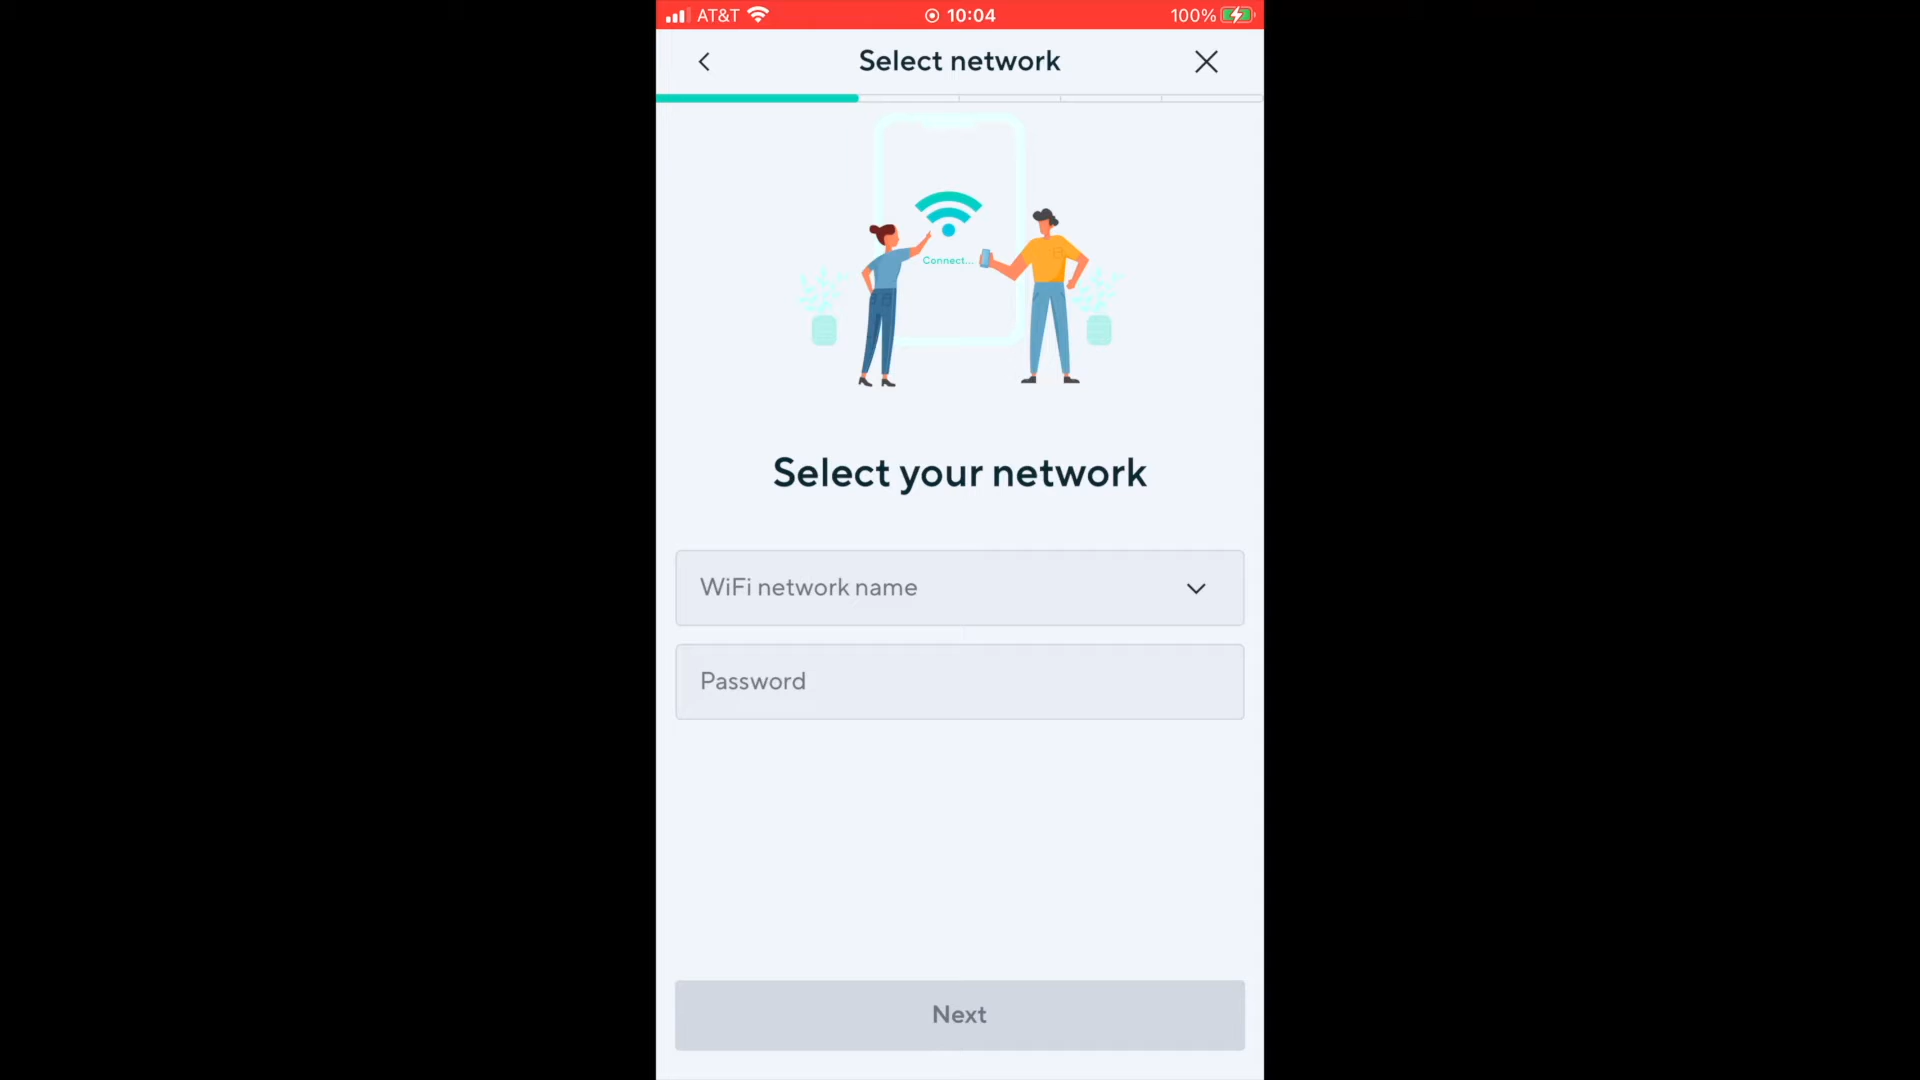 AT&T 10:04 100%
Select network
Connect...
Select your network
WiFi network name
Password
Next